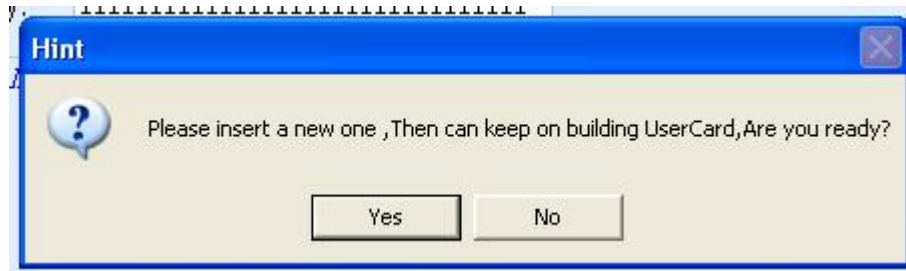 Hint
Please insert a new one ,Then can keep on building UserCard,Are you ready?
Yes No